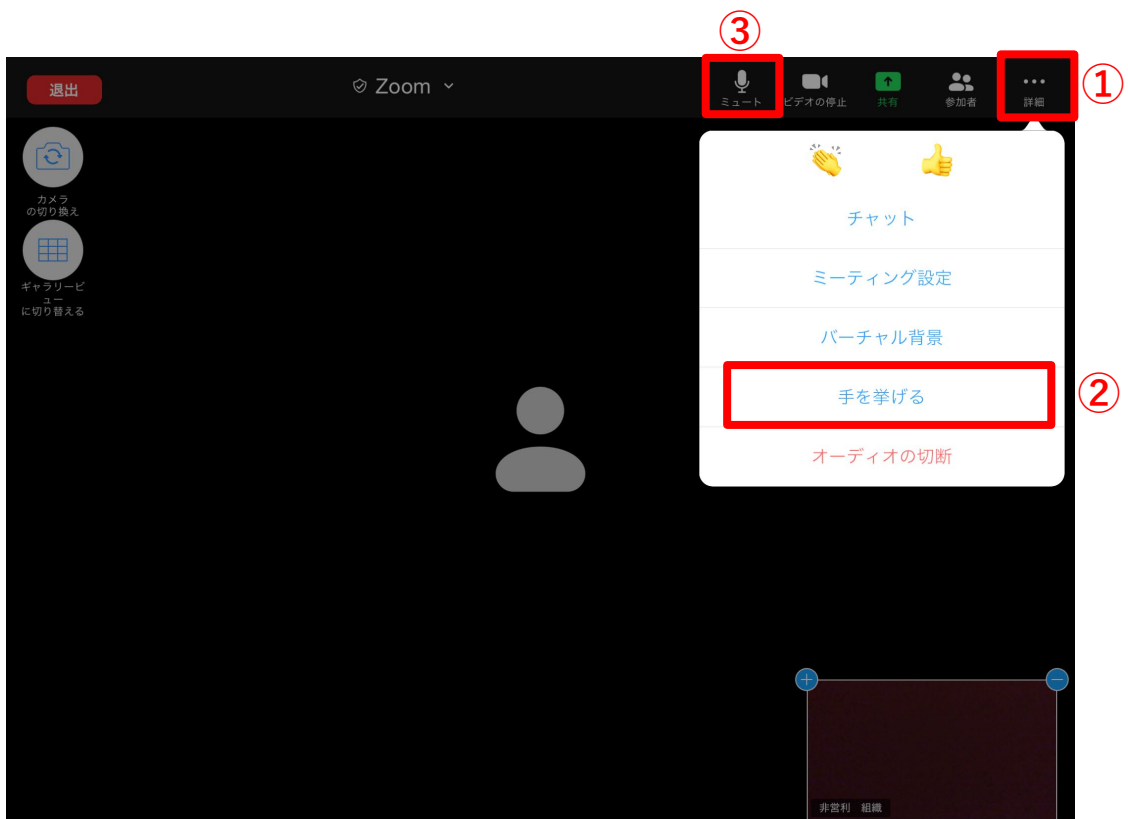 ③
退出
Zoom
ミュート
ビデオの停止
共有
参加者
詳細
①
カメラ
の切り換え
ギャラリービ
ュー
に切り替える
チャット
ミーティング設定
バーチャル背景
手を挙げる
②
オーディオの切断
非営利 組織